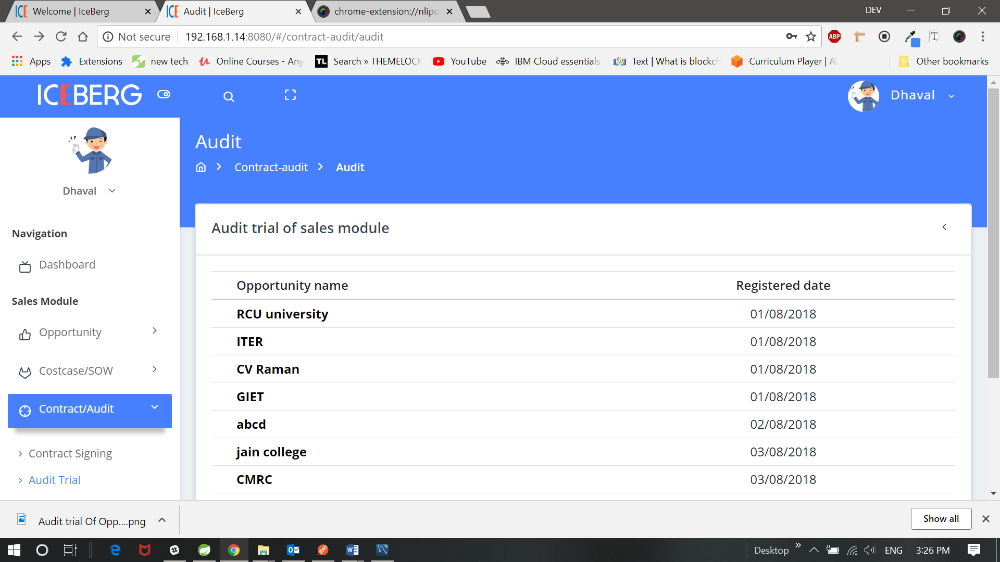 Welcome | IceBerg
Audit | IceBerg
chrome-extension://nlipo
DEV
Not secure
192.168.1.14:8080/#/contract-audit/audit
ABP
Apps
Extensions
new tech
Online Courses - Any
TL
Search » THEMELOCK
YouTube
IBM Cloud essentials
Text | What is blockch
Curriculum Player | A
Other bookmarks
ICEBERG
Dhaval
Audit
Contract-audit
Audit
Dhaval
Navigation
Dashboard
Sales Module
Opportunity
Costcase/SOW
Contract/Audit
Contract Signing
Audit Trial
Audit trial of sales module
Opportunity name Registered date
RCU university 01/08/2018
ITER 01/08/2018
CV Raman 01/08/2018
GIET 01/08/2018
abcd 02/08/2018
jain college 03/08/2018
CMRC 03/08/2018
Audit trial Of Opp....png
Show all
Desktop
ENG
3:26 PM